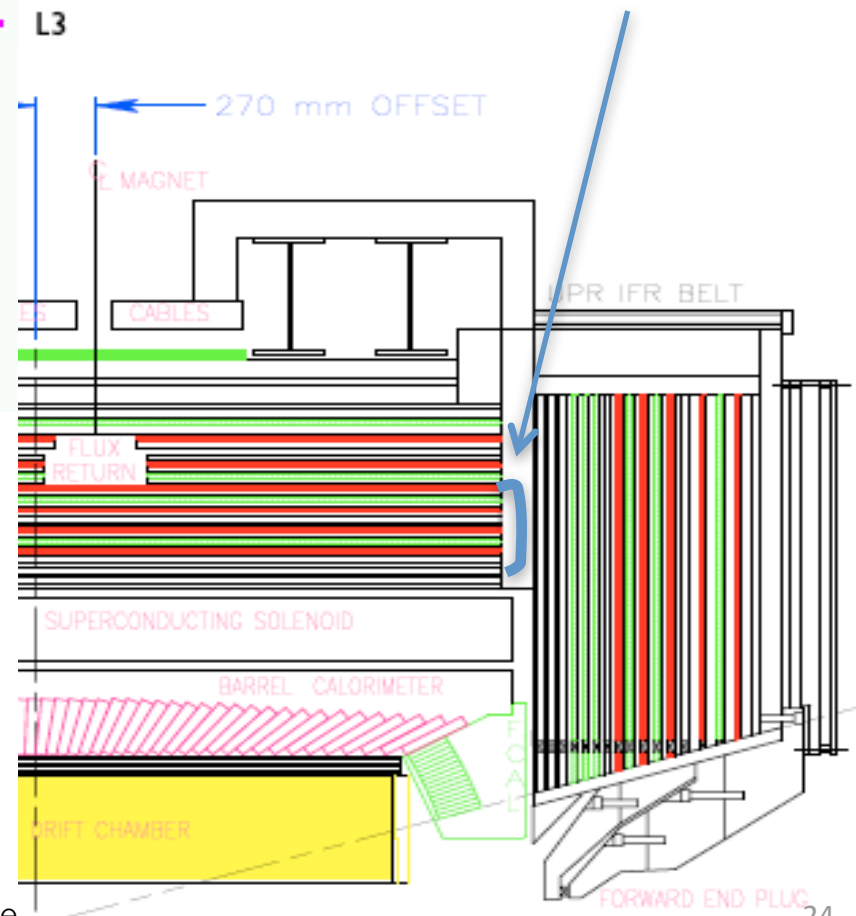 L3
270 mm OFFSET
℄ MAGNET
UPR IFR BELT
ES
CABLES
FLUX
RETURN
SUPERCONDUCTING SOLENOID
BARREL CALORIMETER
FCAL
DRIFT CHAMBER
FORWARD END PLUG
e
24